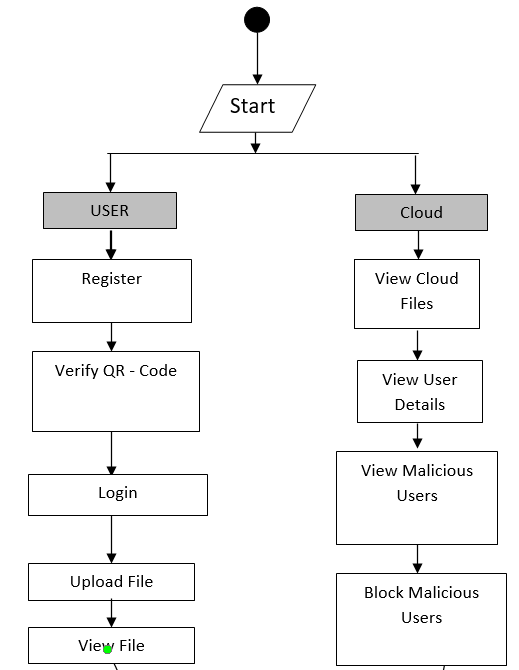 Start
USER
Register
Verify QR - Code
Login
Upload File
View File
Cloud
View Cloud
Files
View User
Details
View Malicious
Users
Block Malicious
Users